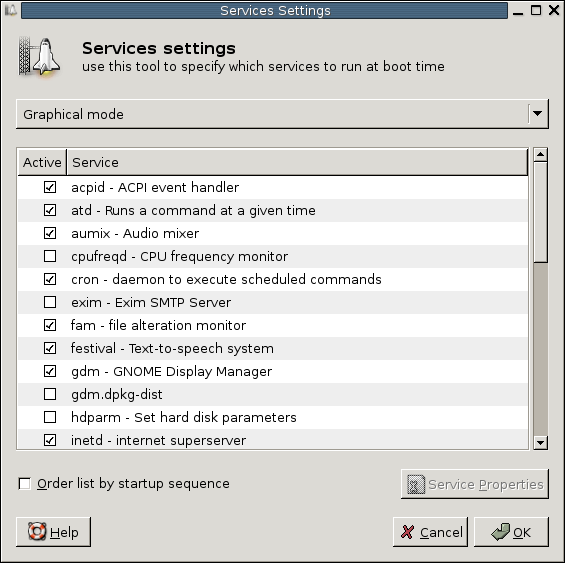 Services Settings
Services settings
use this tool to specify which services to run at boot time
Graphical mode
Active Service
acpid - ACPI event handler
atd - Runs a command at a given time
aumix - Audio mixer
cpufreqd - CPU frequency monitor
cron - daemon to execute scheduled commands
exim - Exim SMTP Server
fam - file alteration monitor
festival - Text-to-speech system
gdm - GNOME Display Manager
gdm.dpkg-dist
hdparm - Set hard disk parameters
inetd - internet superserver
Order list by startup sequence
Service Properties
Help
Cancel
OK